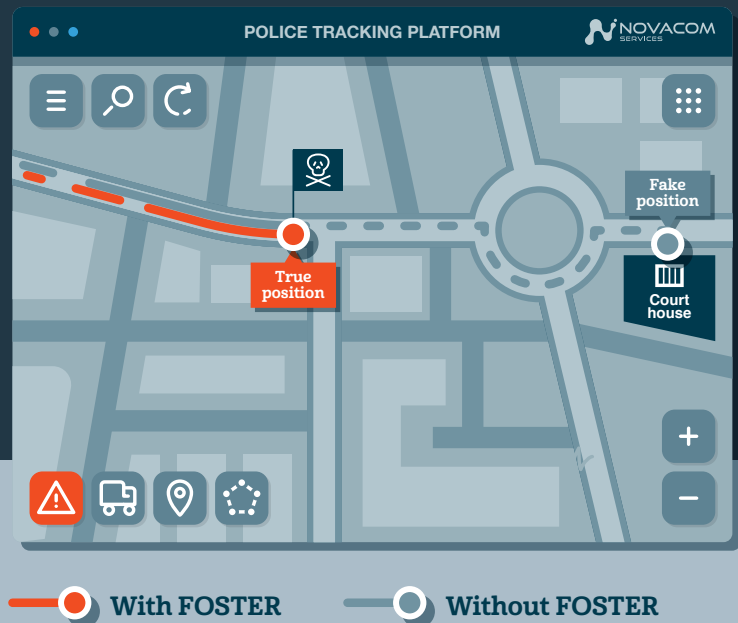 POLICE TRACKING PLATFORM
NOVACOM
SERVICES
Fake
position
True
position
Court
house
+
−
With FOSTER
Without FOSTER